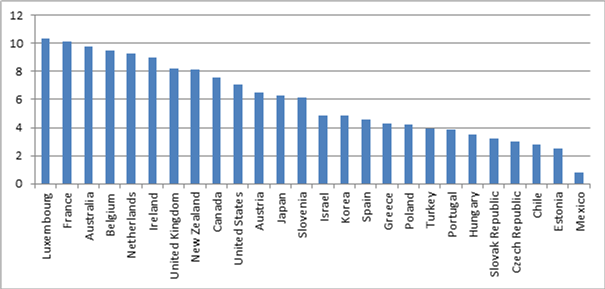 12
10
8
6
4
2
0
Luxembourg
France
Australia
Belgium
Netherlands
Ireland
United Kingdom
New Zealand
Canada
United States
Austria
Japan
Slovenia
Israel
Korea
Spain
Greece
Poland
Turkey
Portugal
Hungary
Slovak Republic
Czech Republic
Chile
Estonia
Mexico